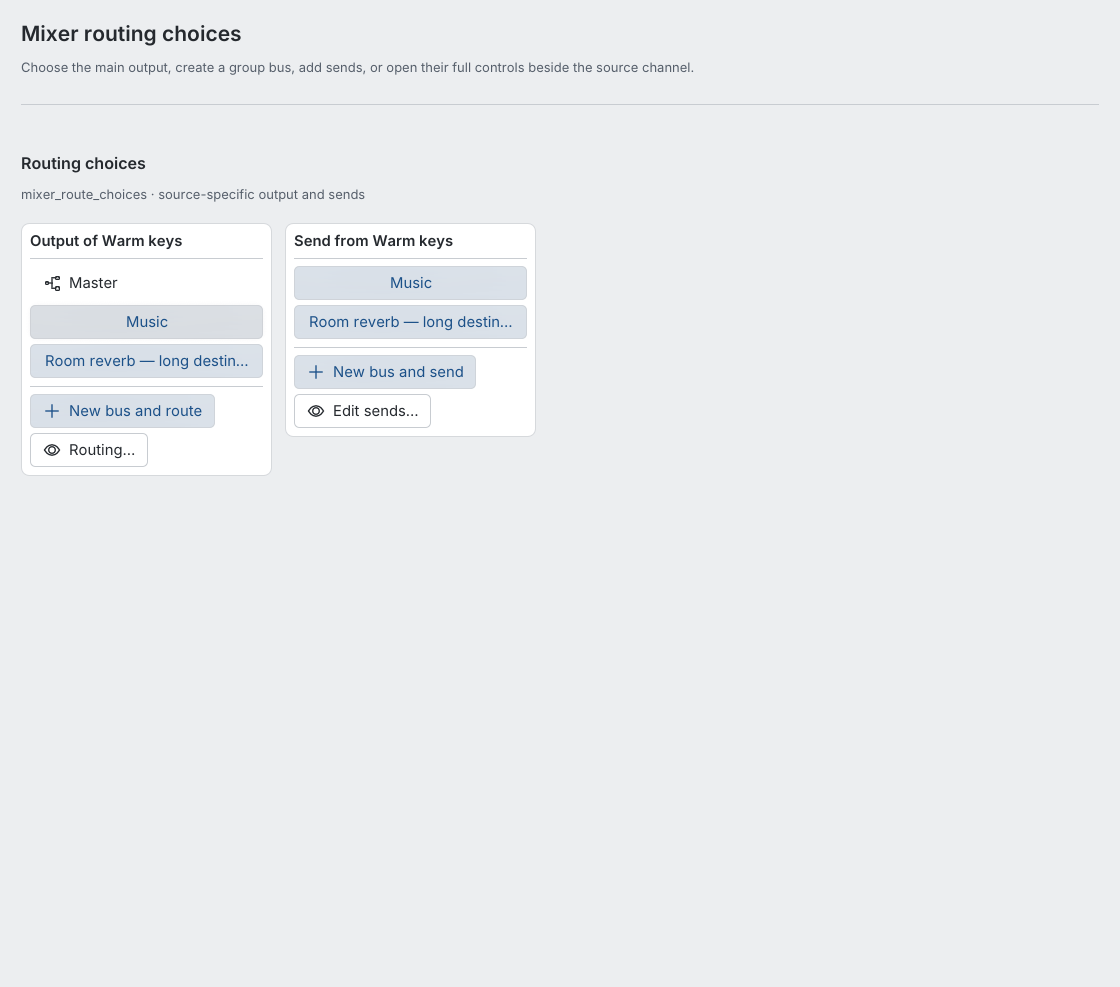 Mixer routing choices
Choose the main output, create a group bus, add sends, or open their full controls beside the source channel.
Routing choices
mixer_route_choices · source-specific output and sends
Output of Warm keys
Master
Music
Room reverb — long destin...
New bus and route
Routing...
Send from Warm keys
Music
Room reverb — long destin...
New bus and send
Edit sends...